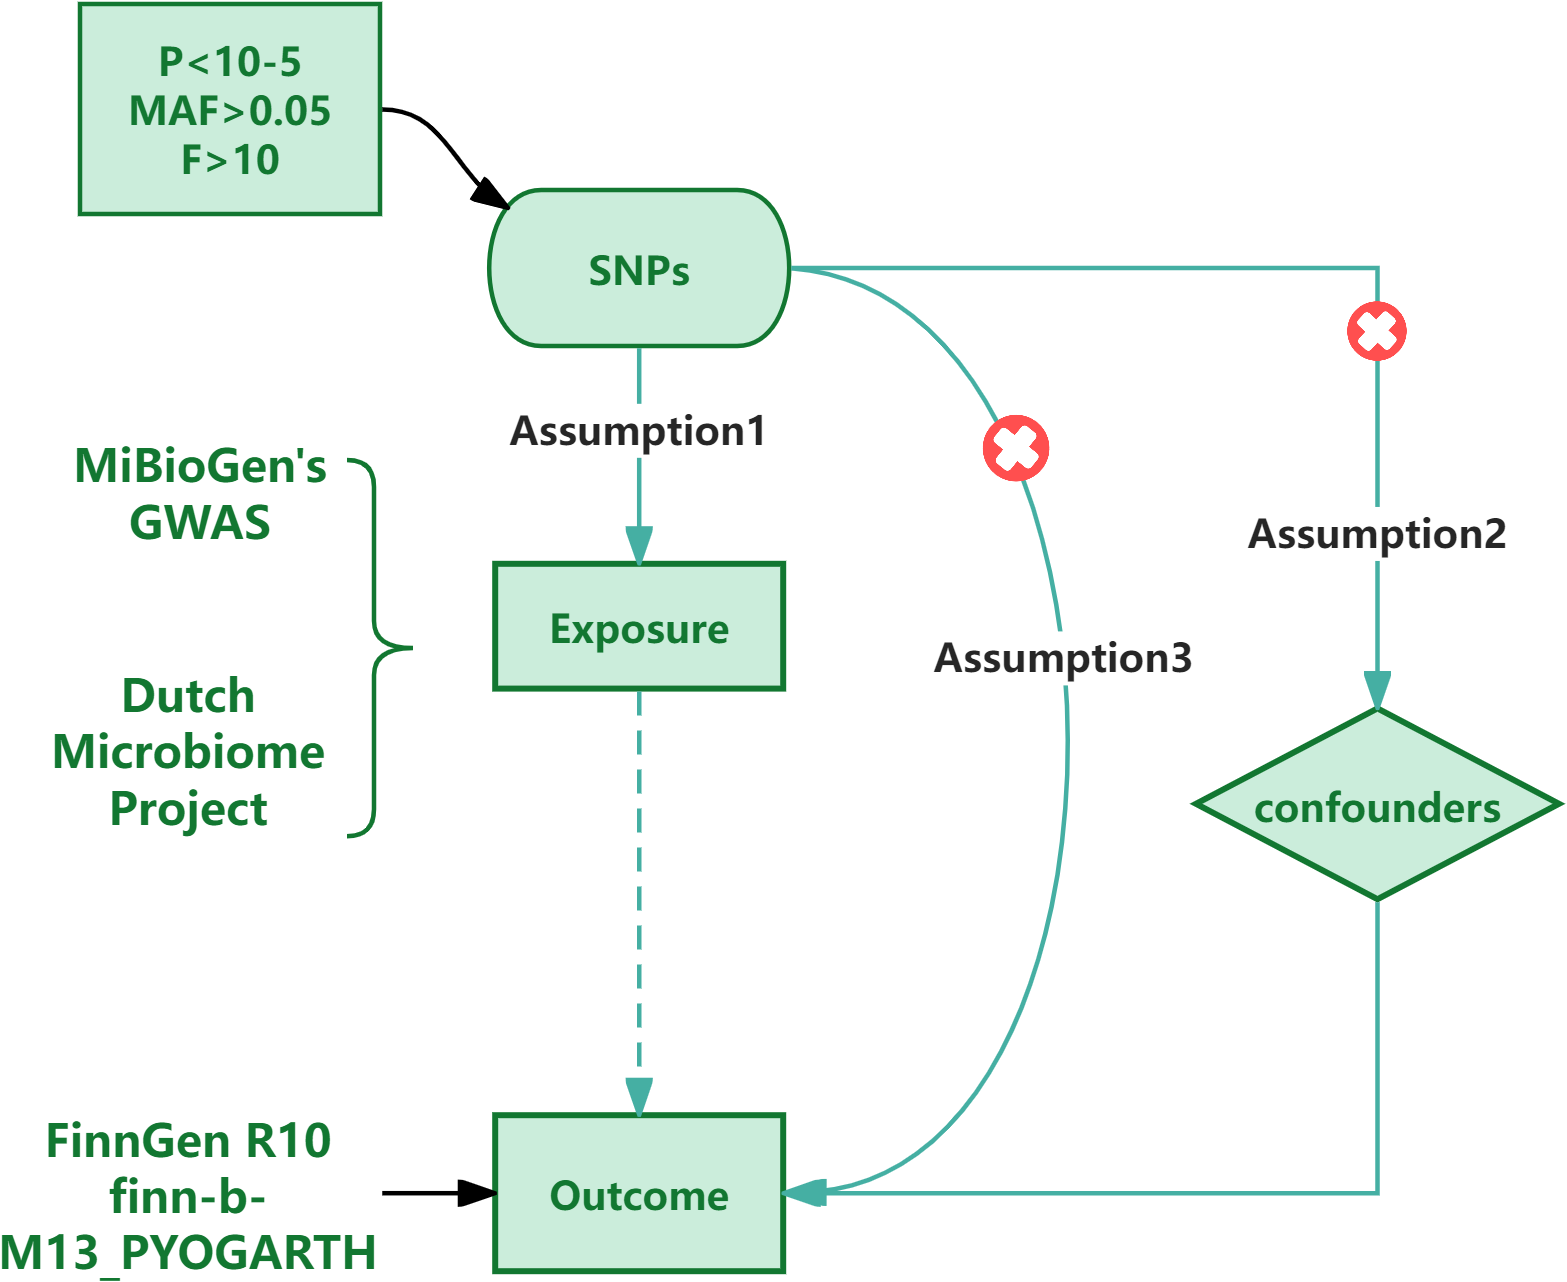 P<10-5
MAF>0.05
F>10
SNPs
Assumption1
MiBioGen's
GWAS
Assumption2
Exposure
Assumption3
Dutch
Microbiome
Project
confounders
FinnGen R10
finn-b-
M13_PYOGARTH
Outcome